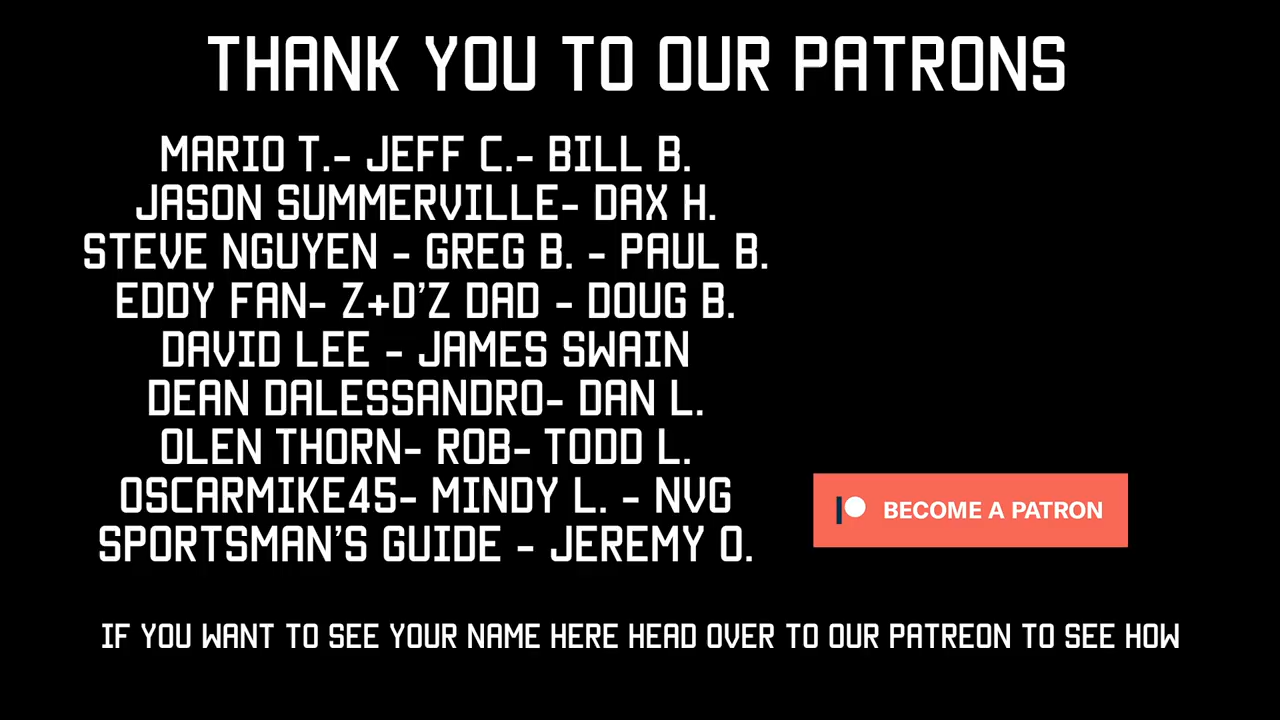 THANK YOU TO OUR PATRONS
MARIO T.- JEFF C.- BILL B.
JASON SUMMERVILLE- DAX H.
STEVE NGUYEN - GREG B. - PAUL B.
EDDY FAN- Z+D'Z DAD - DOUG B.
DAVID LEE - JAMES SWAIN
DEAN DALESSANDRO- DAN L.
OLEN THORN- ROB- TODD L.
OSCARMIKE45- MINDY L. - NVG
SPORTSMAN'S GUIDE - JEREMY O.
BECOME A PATRON
IF YOU WANT TO SEE YOUR NAME HERE HEAD OVER TO OUR PATREON TO SEE HOW